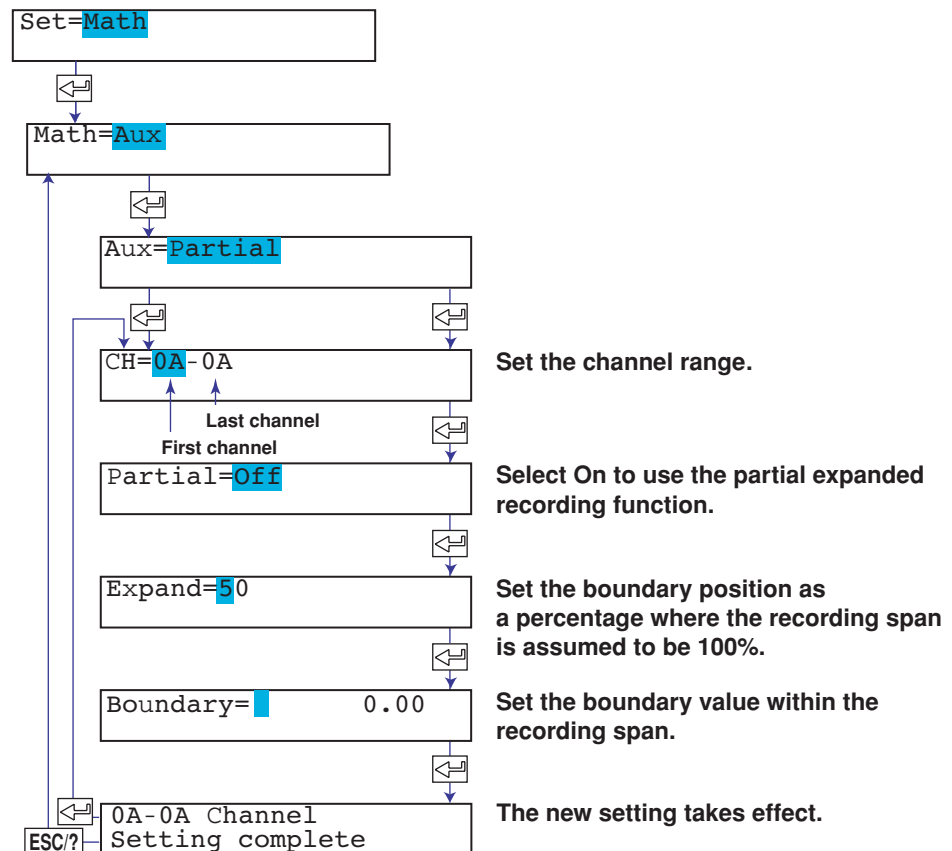 Set=Math
Math=Aux
Aux=Partial
CH=0A-0A
Set the channel range.
Last channel
First channel
Partial=Off
Select On to use the partial expanded
recording function.
Expand=50
Set the boundary position as
a percentage where the recording span
is assumed to be 100%.
Boundary= 0.00
Set the boundary value within the
recording span.
0A-0A Channel
Setting complete
The new setting takes effect.
ESC/?